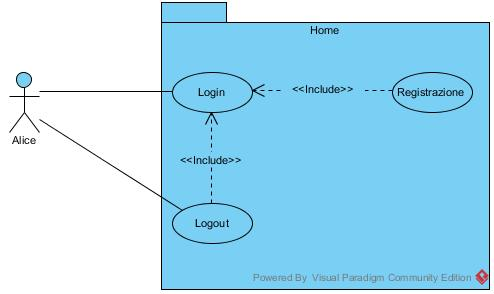 Home
Login
<<Include>>
Registrazione
Alice
<<Include>>
Logout
Powered By Visual Paradigm Community Edition